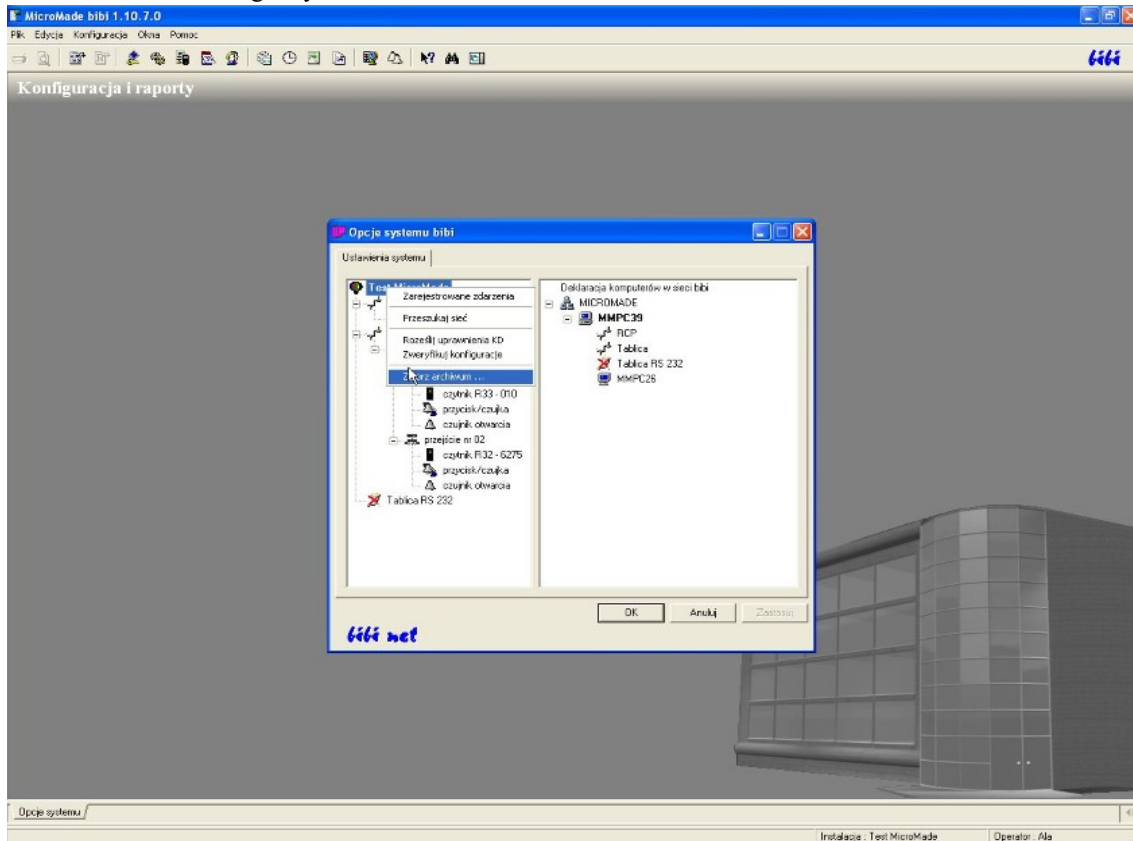 MicroMade bibi 1.10.7.0
Plik Edycja Konfiguracja Okna Pomoc
bibi
Konfiguracja i raporty
Opcje systemu bibi
Ustawienia systemu
Test MicroMade
Zarejestrowane zdarzenia
Przeszukaj sieć
Roześlij uprawnienia KD
Zweryfikuj konfiguracje
archiwum ...
czytnik R33 - 010
przycisk/czujka
czujnik otwarcia
przejście nr 02
czytnik R32 - 6275
przycisk/czujka
czujnik otwarcia
Tablica RS 232
Deklaracja komputerów w sieci bibi
MICROMADE
MMPC39
RCP
Tablica
Tablica RS 232
MMPC26
OK Anuluj Zastosuj
bibi net
Opcje systemu
Instalacja : Test MicroMade Operator : Ala